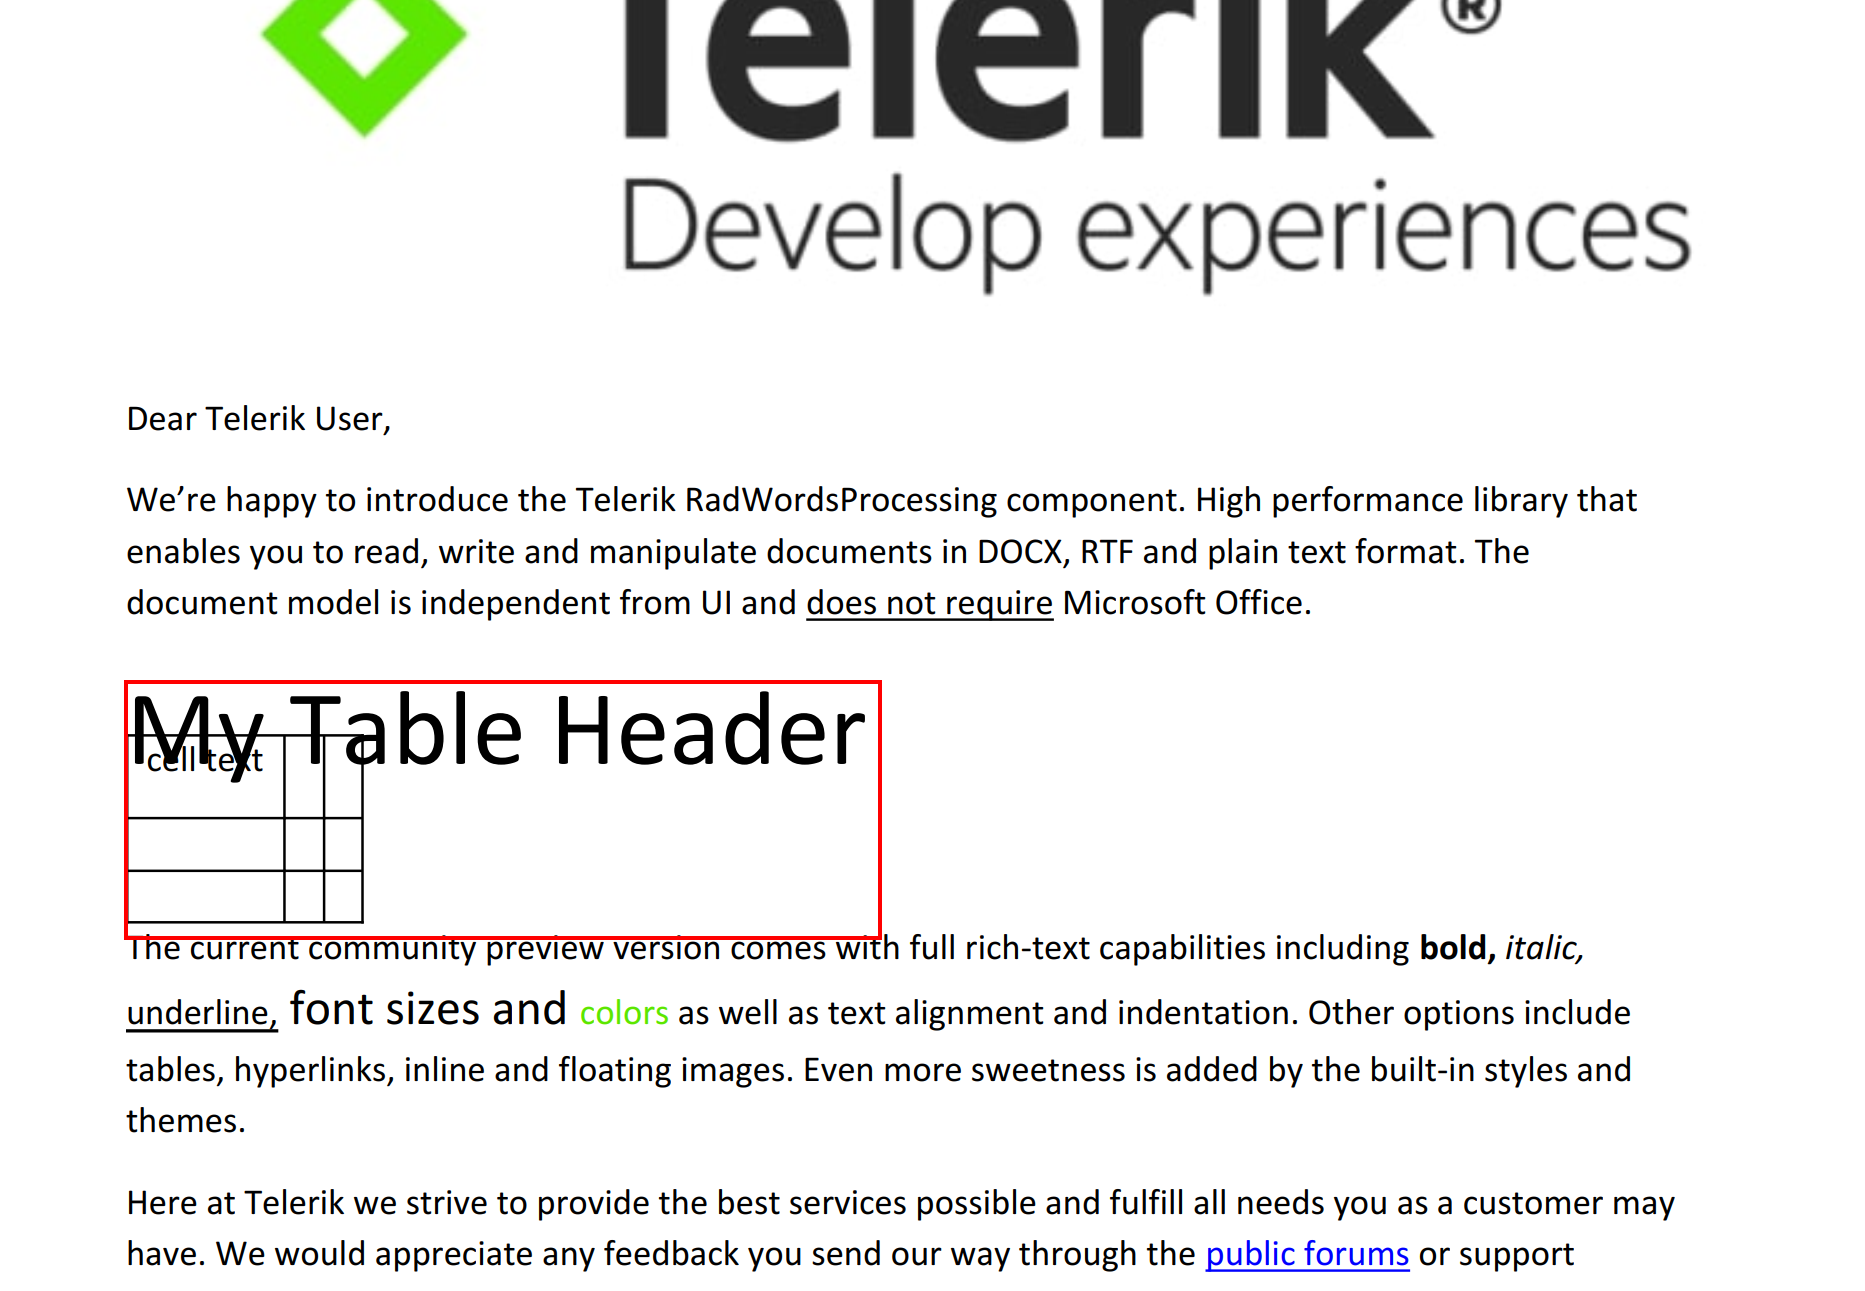 Telerik®
Develop experiences
Dear Telerik User,
We’re happy to introduce the Telerik RadWordsProcessing component. High performance library that
enables you to read, write and manipulate documents in DOCX, RTF and plain text format. The
document model is independent from UI and does not require Microsoft Office.
My Table Header
cell text
The current community preview version comes with full rich-text capabilities including bold, italic,
underline, font sizes and colors as well as text alignment and indentation. Other options include
tables, hyperlinks, inline and floating images. Even more sweetness is added by the built-in styles and
themes.
Here at Telerik we strive to provide the best services possible and fulfill all needs you as a customer may
have. We would appreciate any feedback you send our way through the public forums or support